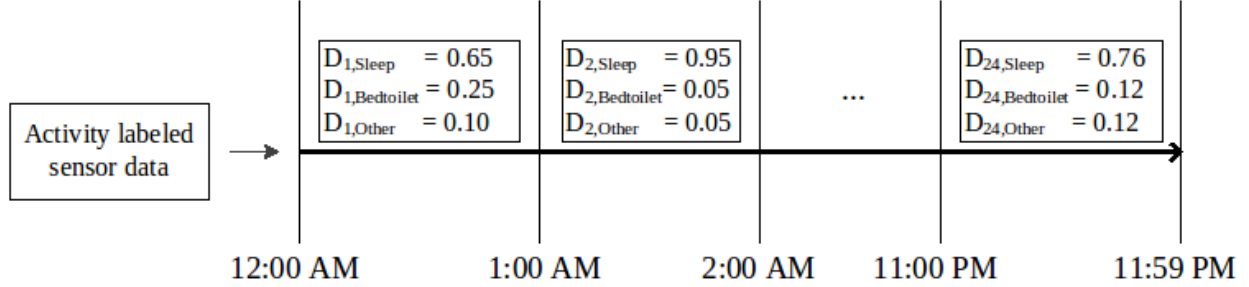 Activity labeled
sensor data
D1,Sleep = 0.65
D1,Bedtoilet = 0.25
D1,Other = 0.10
D2,Sleep = 0.95
D2,Bedtoilet= 0.05
D2,Other = 0.05
...
D24,Sleep = 0.76
D24,Bedtoilet = 0.12
D24,Other = 0.12
12:00 AM
1:00 AM
2:00 AM
11:00 PM
11:59 PM